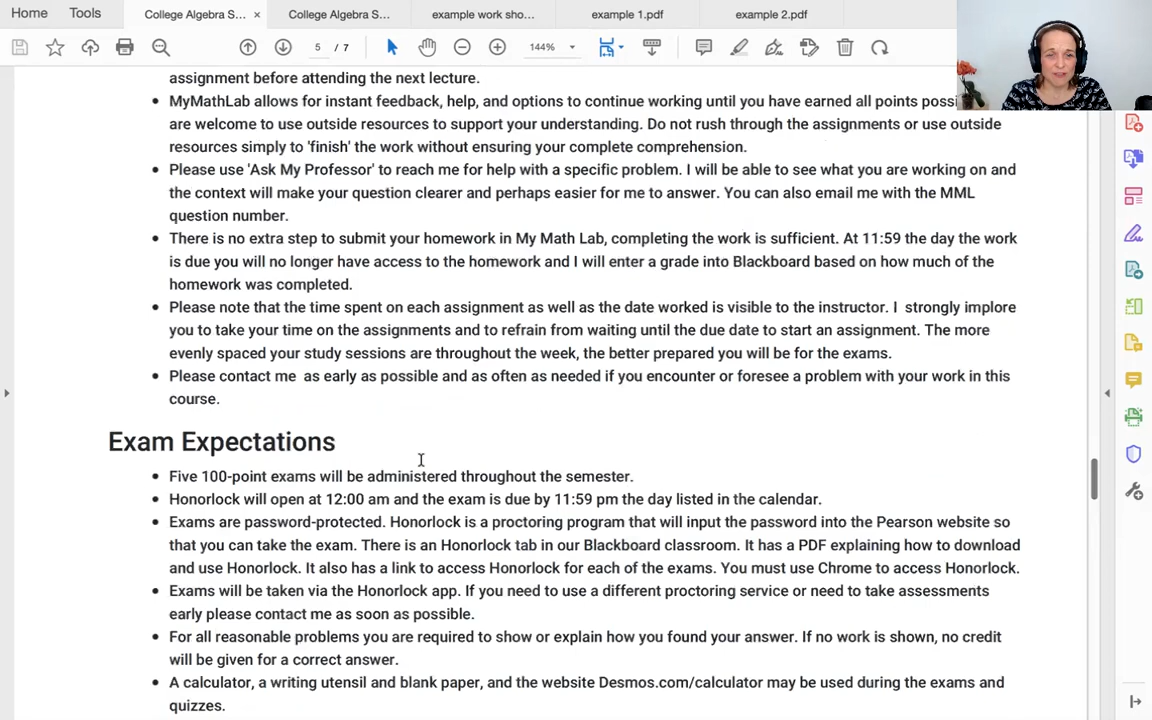 Home
Tools
College Algebra S...
College Algebra S...
example work sho...
example 1.pdf
example 2.pdf
5 / 7
144%
assignment before attending the next lecture.
• MyMathLab allows for instant feedback, help, and options to continue working until you have earned all points
are welcome to use outside resources to support your understanding. Do not rush through the assignments or use outside
resources simply to 'finish' the work without ensuring your complete comprehension.
• Please use 'Ask My Professor' to reach me for help with a specific problem. I will be able to see what you are working on and
the context will make your question clearer and perhaps easier for me to answer. You can also email me with the MML
question number.
• There is no extra step to submit your homework in My Math Lab, completing the work is sufficient. At 11:59 the day the work
is due you will no longer have access to the homework and I will enter a grade into Blackboard based on how much of the
homework was completed.
• Please note that the time spent on each assignment as well as the date worked is visible to the instructor. I strongly implore
you to take your time on the assignments and to refrain from waiting until the due date to start an assignment. The more
evenly spaced your study sessions are throughout the week, the better prepared you will be for the exams.
• Please contact me as early as possible and as often as needed if you encounter or foresee a problem with your work in this
course.
Exam Expectations
• Five 100-point exams will be administered throughout the semester.
• Honorlock will open at 12:00 am and the exam is due by 11:59 pm the day listed in the calendar.
• Exams are password-protected. Honorlock is a proctoring program that will input the password into the Pearson website so
that you can take the exam. There is an Honorlock tab in our Blackboard classroom. It has a PDF explaining how to download
and use Honorlock. It also has a link to access Honorlock for each of the exams. You must use Chrome to access Honorlock.
• Exams will be taken via the Honorlock app. If you need to use a different proctoring service or need to take assessments
early please contact me as soon as possible.
• For all reasonable problems you are required to show or explain how you found your answer. If no work is shown, no credit
will be given for a correct answer.
• A calculator, a writing utensil and blank paper, and the website Desmos.com/calculator may be used during the exams and
quizzes.